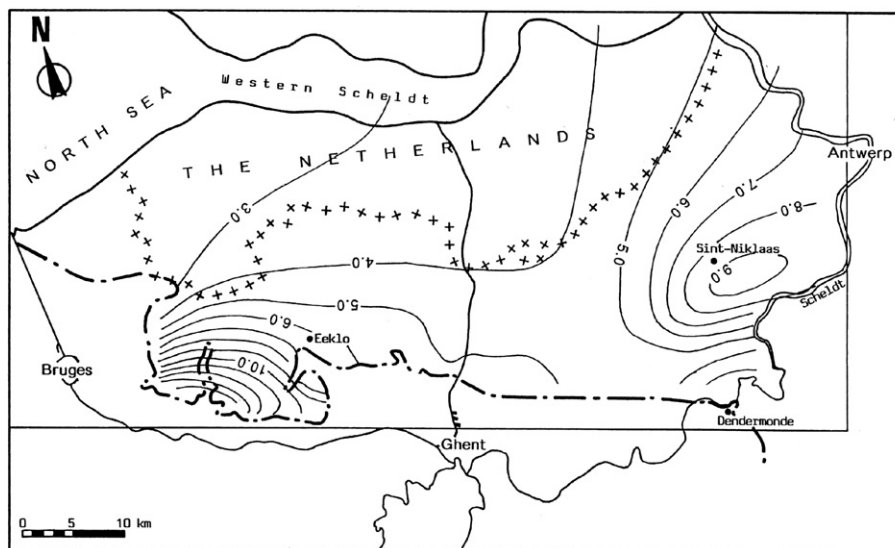 N
NORTH SEA
Western Scheldt
THE NETHERLANDS
Antwerp
3.0
6.0
7.0
8.0
5.0
Sint-Niklaas
9.0
4.0
Scheldt
5.0
6.0
Eeklo
10.0
Bruges
Dendermonde
Ghent
0 5 10 km